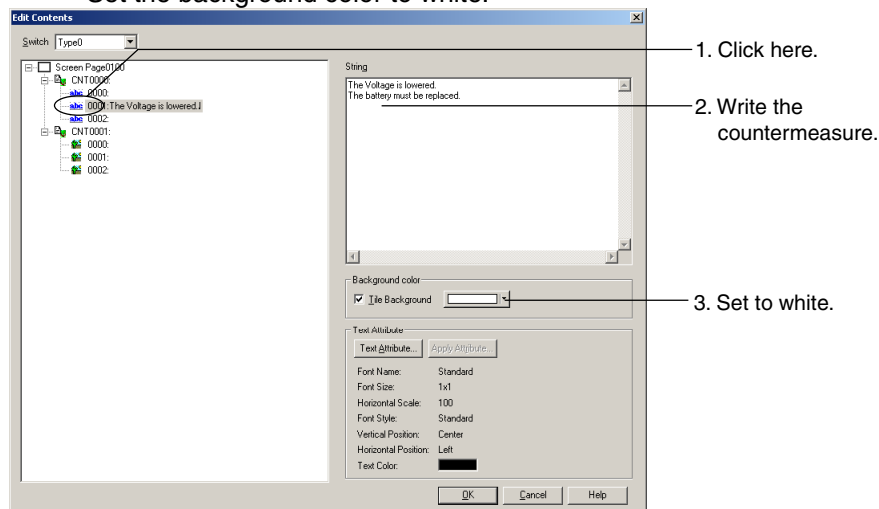 Set the background color to white.
Edit Contents
Switch Type0
Screen Page0100
CNT0000:
abc 0000:
abc 0001:The Voltage is lowered.
abc 0002:
CNT0001:
0000:
0001:
0002:
String
The Voltage is lowered.
The battery must be replaced.
Background color
Tile Background
Text Attribute
Text Attribute... Apply Attribute...
Font Name: Standard
Font Size: 1x1
Horizontal Scale: 100
Font Style: Standard
Vertical Position: Center
Horizontal Position: Left
Text Color:
OK Cancel Help
1. Click here.
2. Write the
countermeasure.
3. Set to white.